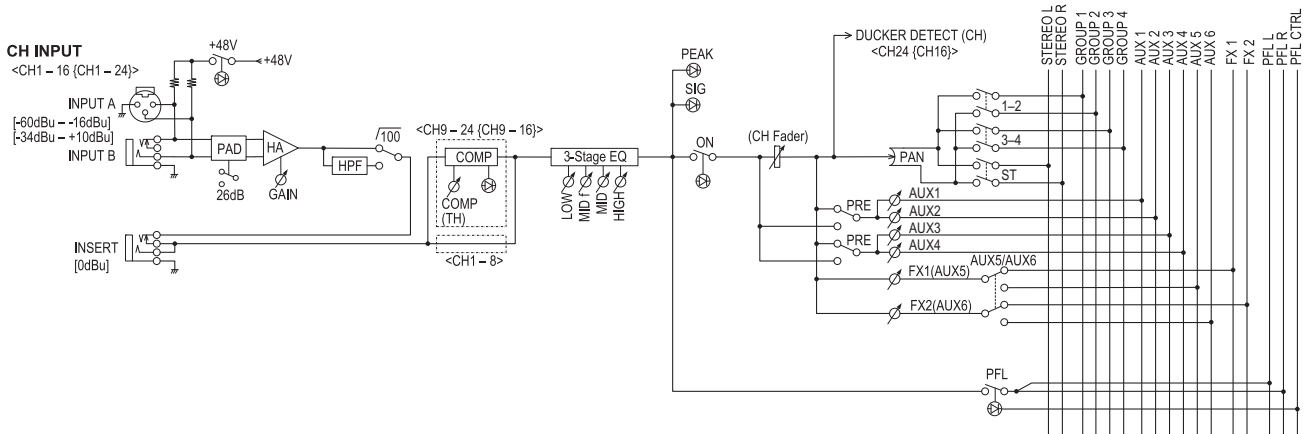 CH INPUT
<CH1 – 16 {CH1 – 24}>
+48V
+48V
INPUT A
[-60dBu – -16dBu]
[-34dBu – +10dBu]
INPUT B
PAD
26dB
HA
GAIN
/100
HPF
INSERT
[0dBu]
<CH9 – 24 {CH9 – 16}>
COMP
COMP
(TH)
<CH1 – 8>
3-Stage EQ
LOW
MID f
MID
HIGH
PEAK
SIG
ON
(CH Fader)
DUCKER DETECT (CH)
<CH24 {CH16}>
PAN
1–2
3–4
ST
PRE
PRE
AUX1
AUX2
AUX3
AUX4
FX1(AUX5)
FX2(AUX6)
AUX5/AUX6
PFL
STEREO L
STEREO R
GROUP 1
GROUP 2
GROUP 3
GROUP 4
AUX 1
AUX 2
AUX 3
AUX 4
AUX 5
AUX 6
FX 1
FX 2
PFL L
PFL R
PFL CTRL